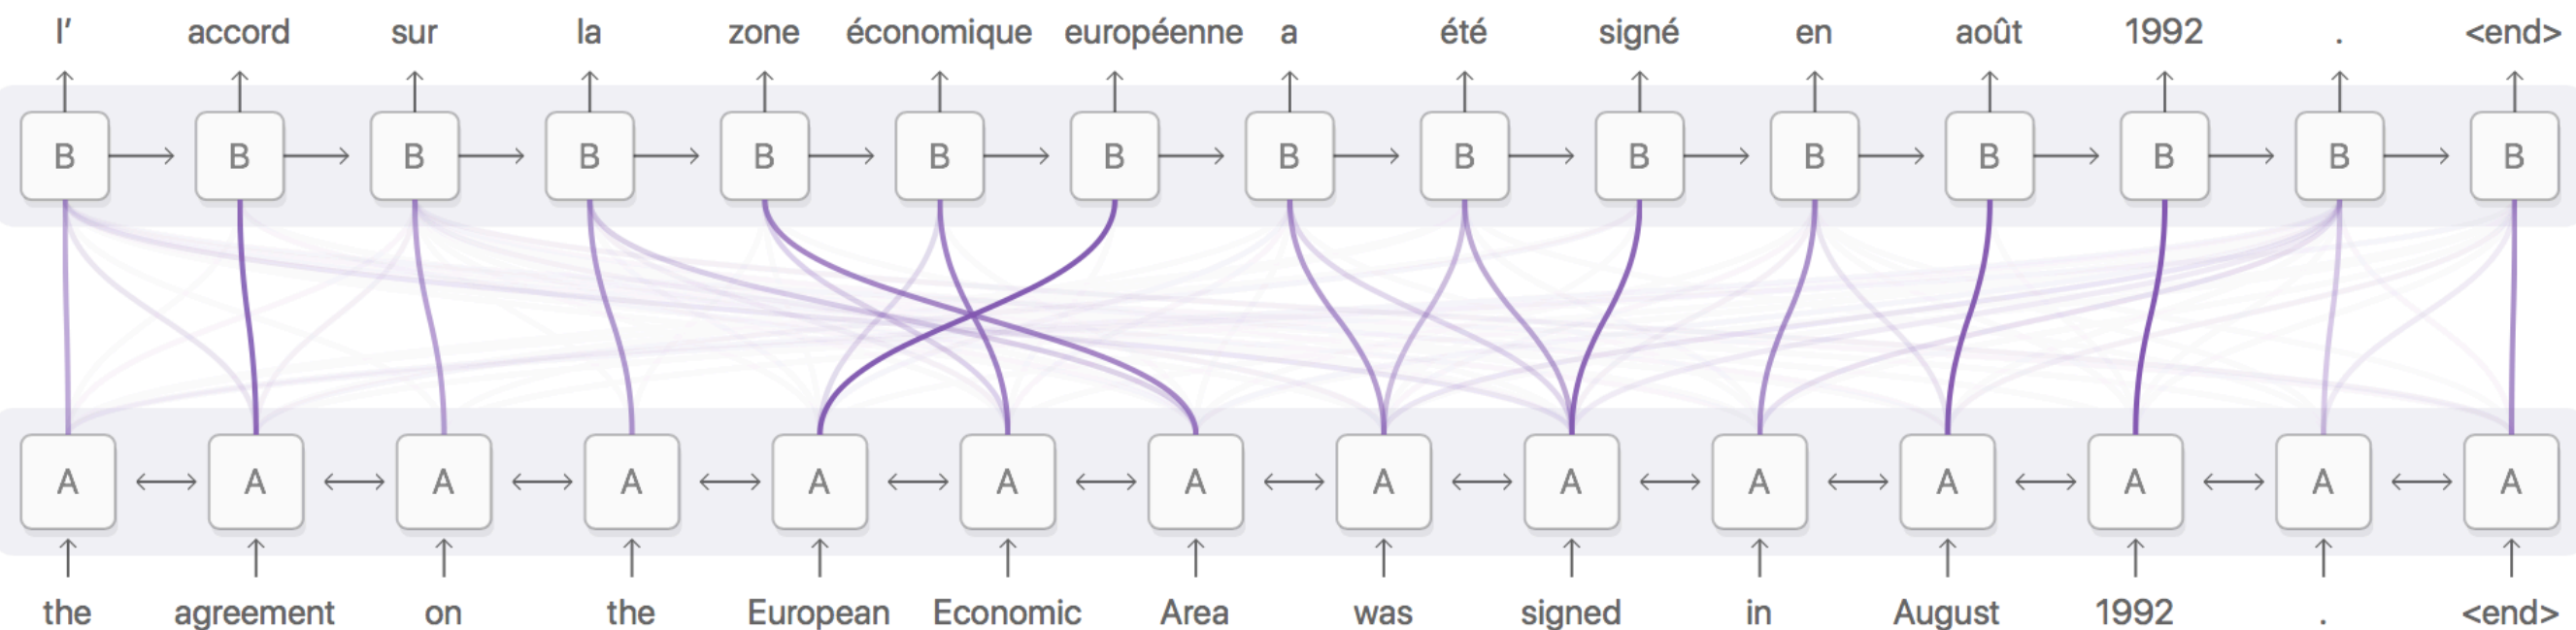 l’ accord sur la zone économique européenne a été signé en août 1992 . <end>
B B B B B B B B B B B B B B B
A A A A A A A A A A A A A A
the agreement on the European Economic Area was signed in August 1992 . <end>